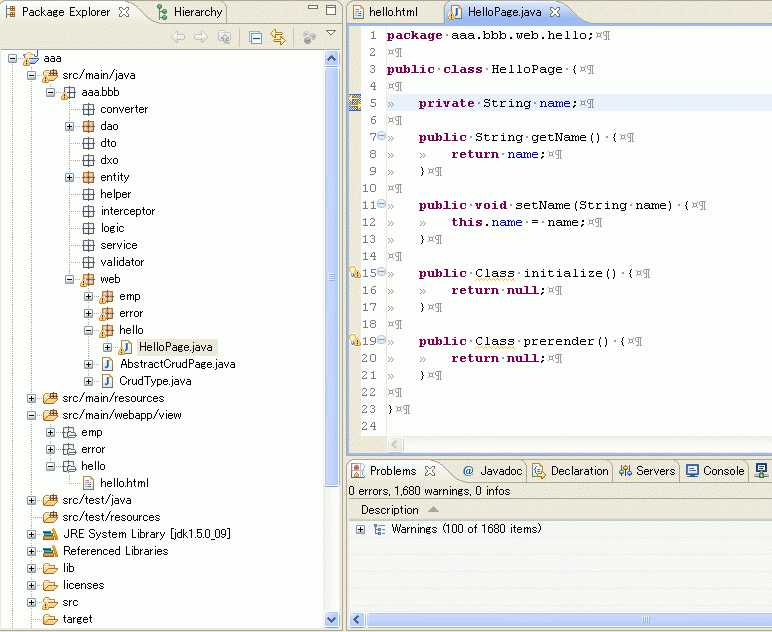 Package Explorer
Hierarchy
aaa
src/main/java
aaa.bbb
converter
dao
dto
dxo
entity
helper
interceptor
logic
service
validator
web
emp
error
hello
HelloPage.java
AbstractCrudPage.java
CrudType.java
src/main/resources
src/main/webapp/view
emp
error
hello
hello.html
src/test/java
src/test/resources
JRE System Library [jdk1.5.0_09]
Referenced Libraries
lib
licenses
src
target
hello.html
HelloPage.java
1 package·aaa.bbb.web.hello;¤¶
2 ¤¶
3 public·class·HelloPage·{¤¶
4 ¤¶
5 » private·String·name;¤¶
6 ¤¶
7 » public·String·getName()·{¤¶
8 » » return·name;¤¶
9 » }¤¶
10 ¤¶
11 » public·void·setName(String·name)·{¤¶
12 » » this.name·=·name;¤¶
13 » }¤¶
14 ¤¶
15 » public·Class·initialize()·{¤¶
16 » » return·null;¤¶
17 » }¤¶
18 ¤¶
19 » public·Class·prerender()·{¤¶
20 » » return·null;¤¶
21 » }¤¶
22 ¤¶
23 }¤¶
24
Problems
@ Javadoc
Declaration
Servers
Console
0 errors, 1,680 warnings, 0 infos
Description
Warnings (100 of 1680 items)